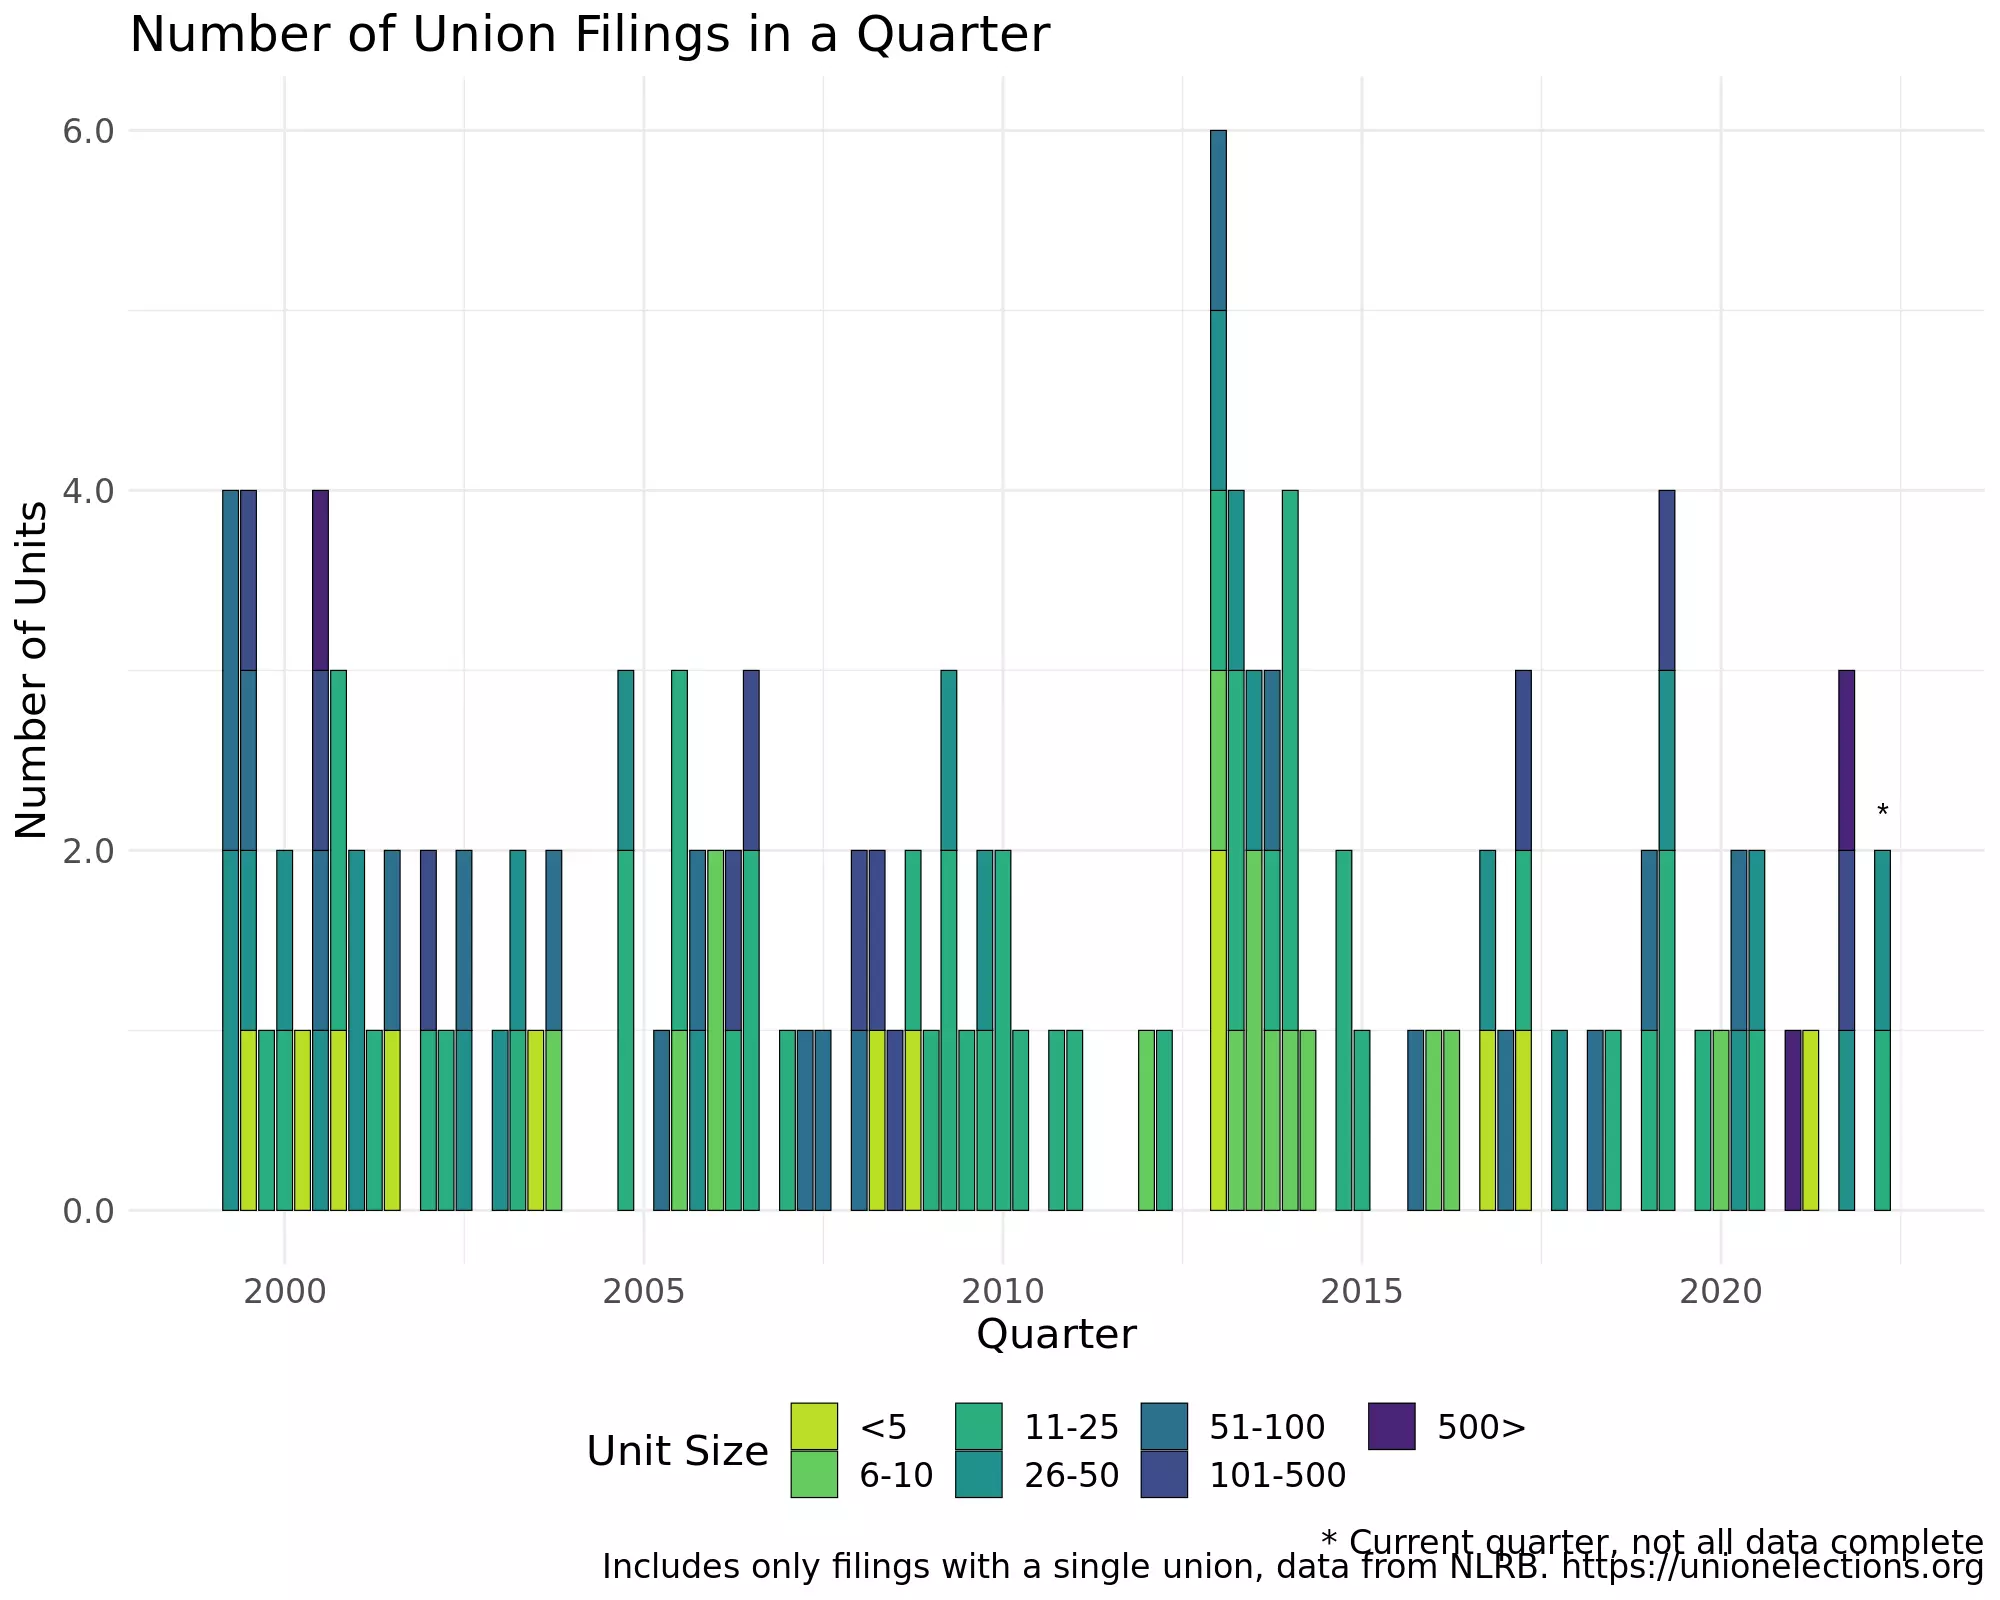 Number of Union Filings in a Quarter
Number of Units
6.0
4.0
2.0
0.0
*
2000 2005 2010 2015 2020
Quarter
Unit Size
<5 11-25 51-100 500>
6-10 26-50 101-500
* Current quarter, not all data complete
Includes only filings with a single union, data from NLRB. https://unionelections.org